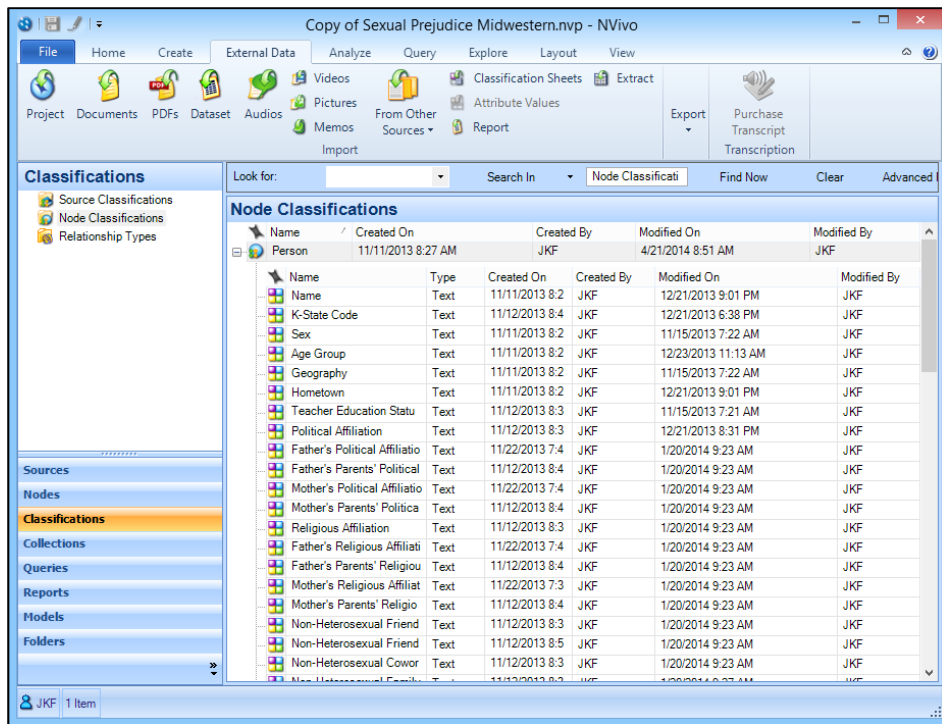 Copy of Sexual Prejudice Midwestern.nvp - NVivo
File Home Create External Data Analyze Query Explore Layout View
Project Documents PDFs Dataset Audios Videos Pictures Memos From Other Sources Classification Sheets Attribute Values Report Extract Export Purchase Transcript
Import Transcription
Classifications
Source Classifications
Node Classifications
Relationship Types
Sources
Nodes
Classifications
Collections
Queries
Reports
Models
Folders
Look for: Search In Node Classificati Find Now Clear Advanced
Node Classifications
Name Created On Created By Modified On Modified By
Person 11/11/2013 8:27 AM JKF 4/21/2014 8:51 AM JKF
Name Type Created On Created By Modified On Modified By
Name Text 11/11/2013 8:2 JKF 12/21/2013 9:01 PM JKF
K-State Code Text 11/12/2013 8:4 JKF 12/21/2013 6:38 PM JKF
Sex Text 11/11/2013 8:2 JKF 11/15/2013 7:22 AM JKF
Age Group Text 11/11/2013 8:2 JKF 12/23/2013 11:13 AM JKF
Geography Text 11/11/2013 8:2 JKF 11/15/2013 7:22 AM JKF
Hometown Text 11/11/2013 8:2 JKF 12/21/2013 9:01 PM JKF
Teacher Education Statu Text 11/12/2013 8:3 JKF 11/15/2013 7:21 AM JKF
Political Affiliation Text 11/12/2013 8:3 JKF 12/21/2013 8:31 PM JKF
Father's Political Affiliatio Text 11/22/2013 7:4 JKF 1/20/2014 9:23 AM JKF
Father's Parents' Political Text 11/12/2013 8:4 JKF 1/20/2014 9:23 AM JKF
Mother's Political Affiliatio Text 11/22/2013 7:4 JKF 1/20/2014 9:23 AM JKF
Mother's Parents' Politica Text 11/12/2013 8:4 JKF 1/20/2014 9:23 AM JKF
Religious Affiliation Text 11/12/2013 8:3 JKF 1/20/2014 9:23 AM JKF
Father's Religious Affiliati Text 11/22/2013 7:4 JKF 1/20/2014 9:23 AM JKF
Father's Parents' Religiou Text 11/12/2013 8:4 JKF 1/20/2014 9:23 AM JKF
Mother's Religious Affiliat Text 11/22/2013 7:3 JKF 1/20/2014 9:23 AM JKF
Mother's Parents' Religio Text 11/12/2013 8:4 JKF 1/20/2014 9:23 AM JKF
Non-Heterosexual Friend Text 11/12/2013 8:3 JKF 1/20/2014 9:23 AM JKF
Non-Heterosexual Friend Text 11/12/2013 8:5 JKF 1/20/2014 9:23 AM JKF
Non-Heterosexual Cowor Text 11/12/2013 8:3 JKF 1/20/2014 9:23 AM JKF
JKF 1 Item